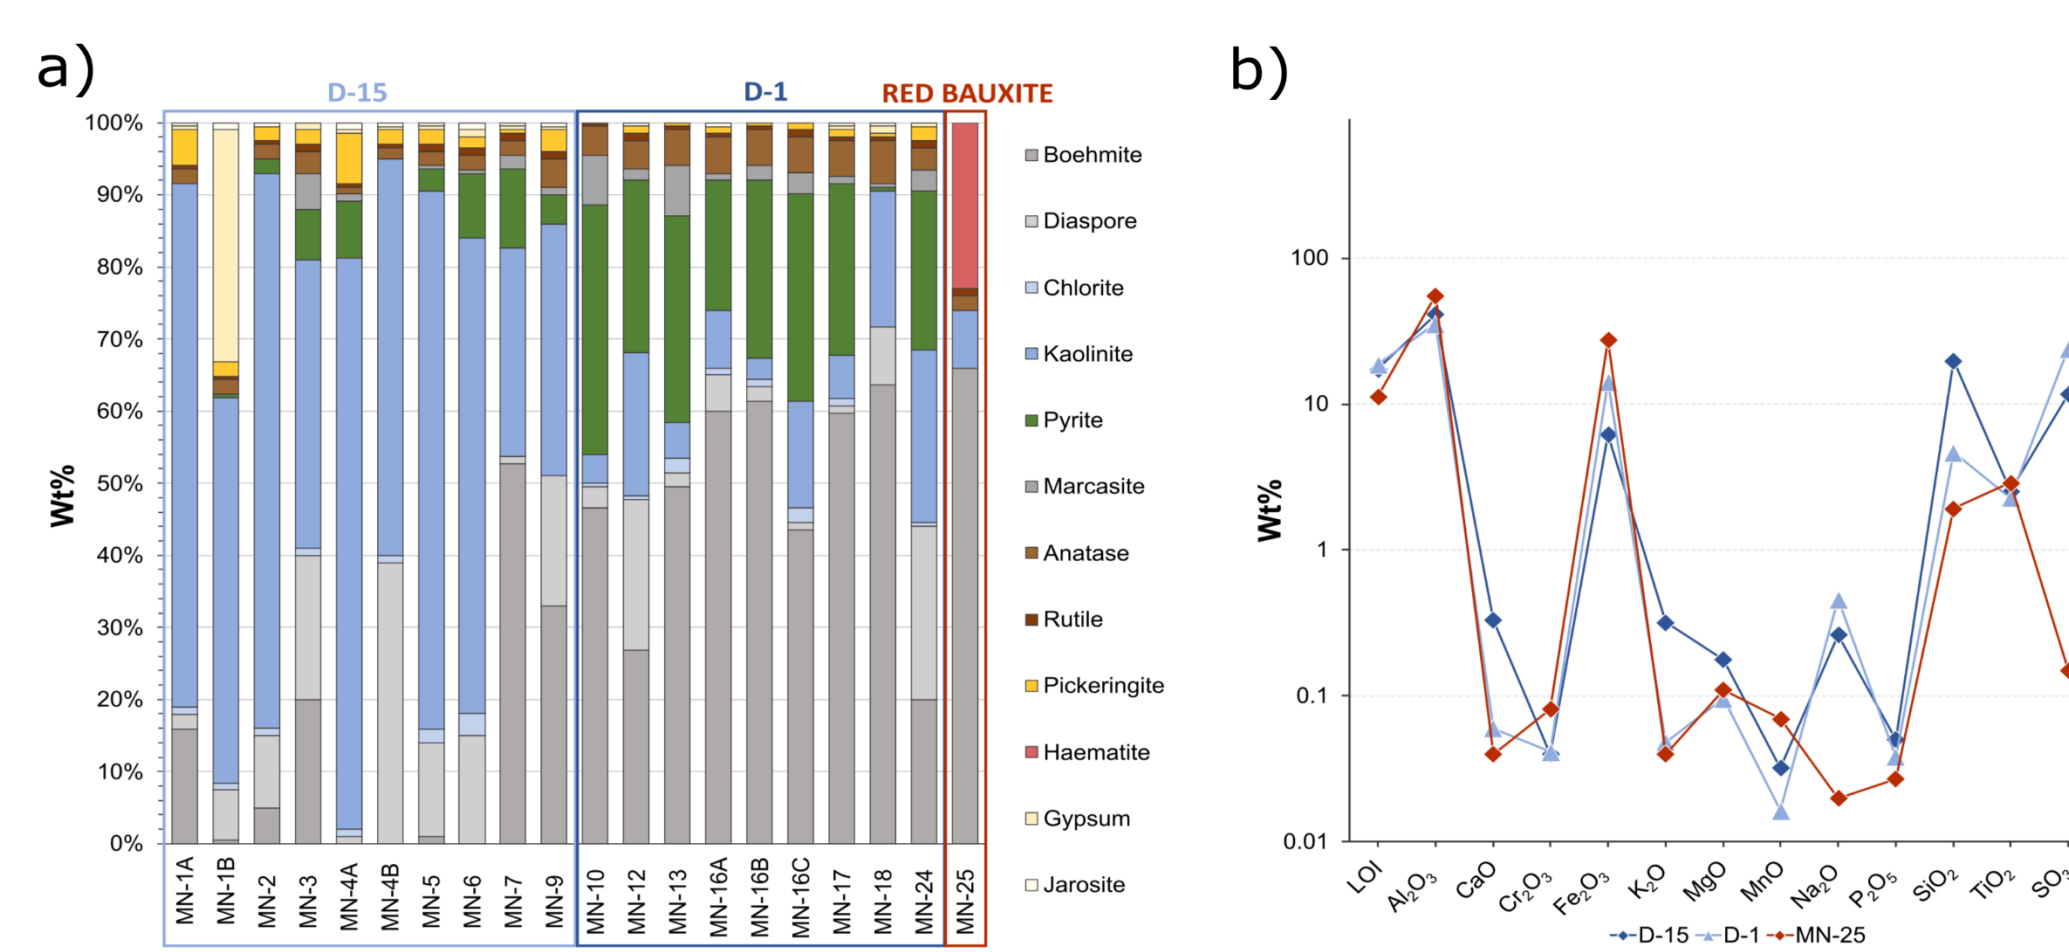 a)
D-15
D-1
RED BAUXITE
100%
90%
80%
70%
60%
50%
40%
30%
20%
10%
0%
Wt%
MN-1A
MN-1B
MN-2
MN-3
MN-4A
MN-4B
MN-5
MN-6
MN-7
MN-9
MN-10
MN-12
MN-13
MN-16A
MN-16B
MN-16C
MN-17
MN-18
MN-24
MN-25
Boehmite
Diaspore
Chlorite
Kaolinite
Pyrite
Marcasite
Anatase
Rutile
Pickeringite
Haematite
Gypsum
Jarosite
b)
100
10
1
0.1
0.01
Wt%
LOI
Al₂O₃
CaO
Cr₂O₃
Fe₂O₃
K₂O
MgO
MnO
Na₂O
P₂O₅
SiO₂
TiO₂
SO₃
D-15 D-1 MN-25